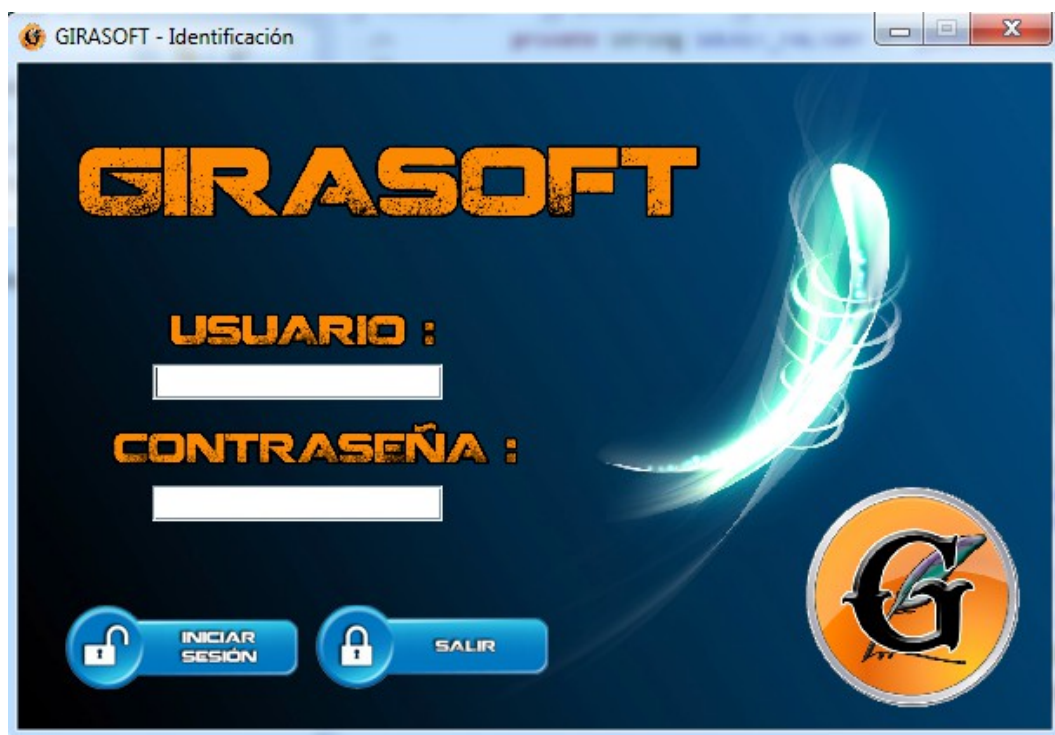 GIRASOFT - Identificación
GIRASOFT
USUARIO :
CONTRASEÑA :
INICIAR
SESIÓN
SALIR
G